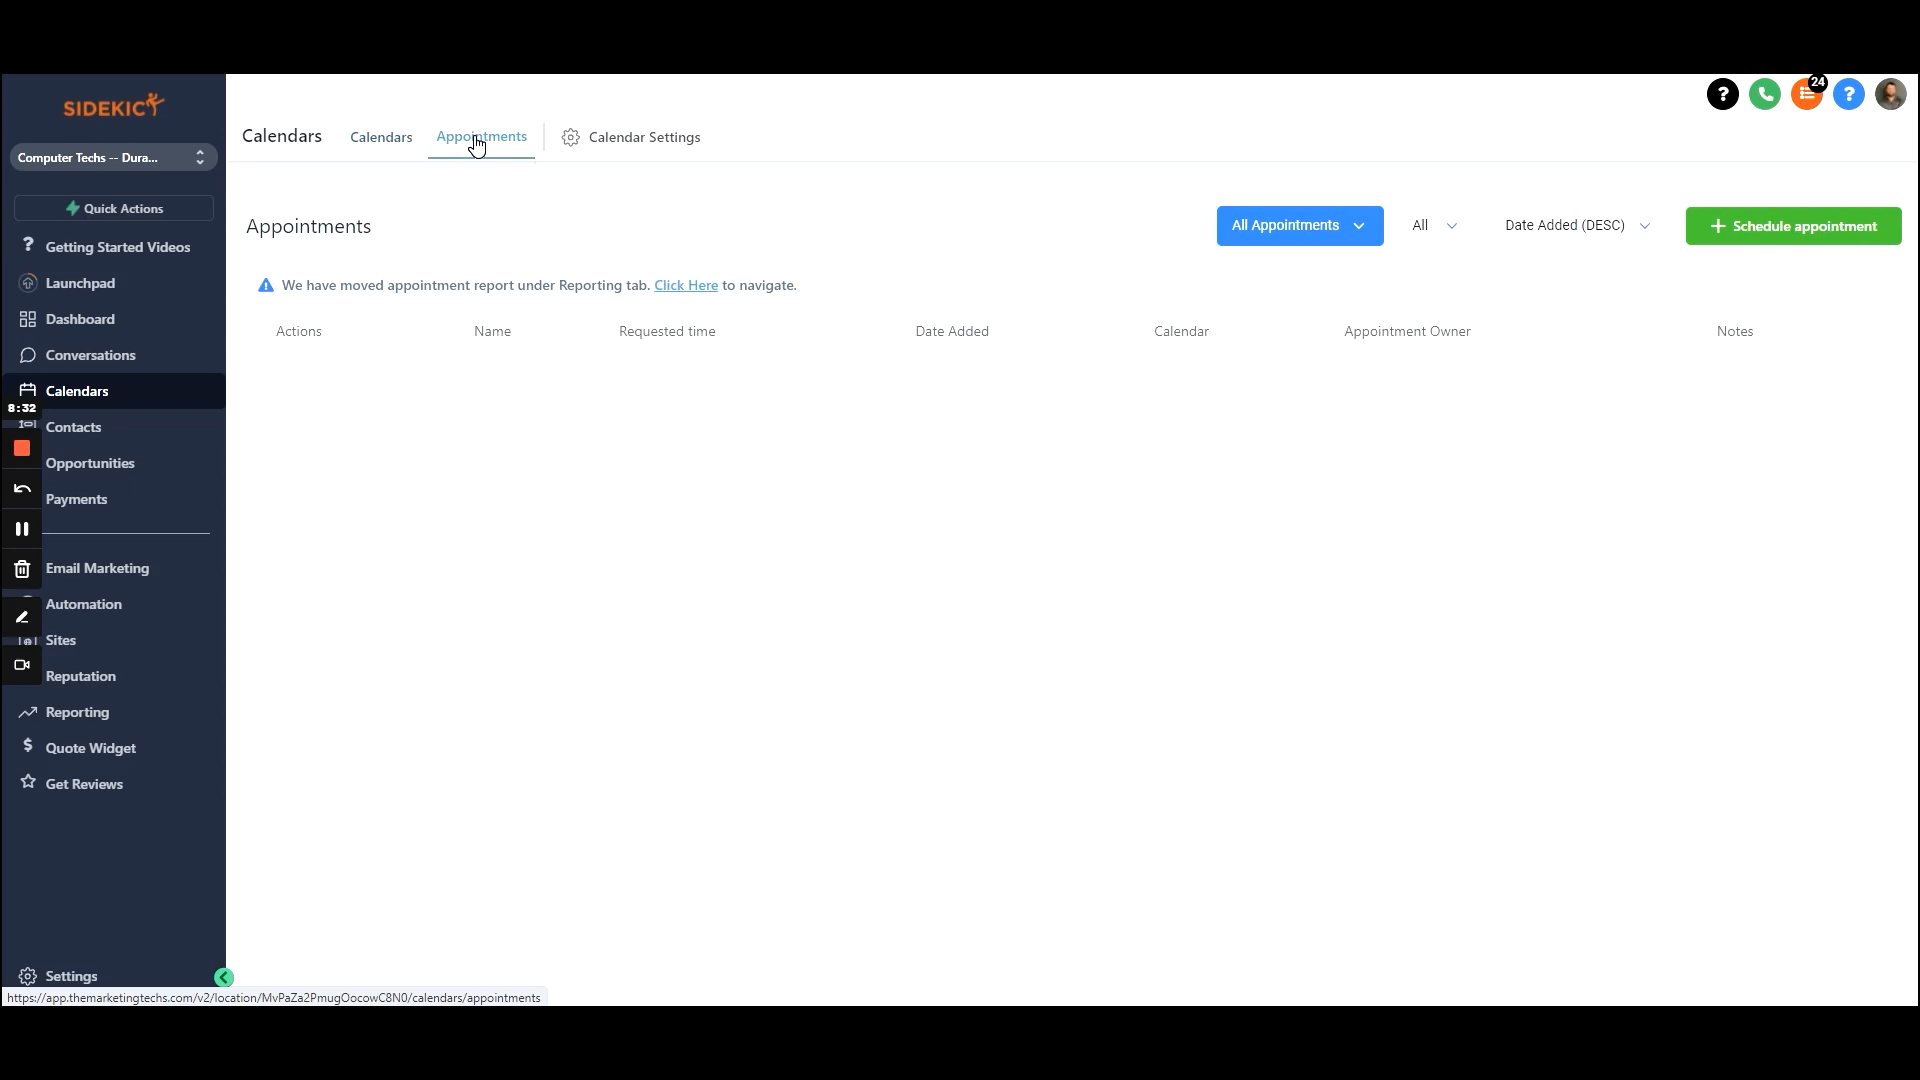 SIDEKIC
Computer Techs -- Dura...
Quick Actions
Getting Started Videos
Launchpad
Dashboard
Conversations
Calendars
8:32
Contacts
Opportunities
Payments
Email Marketing
Automation
Sites
Reputation
Reporting
Quote Widget
Get Reviews
Settings
24
Calendars Calendars Appointments Calendar Settings
Appointments All Appointments All Date Added (DESC) + Schedule appointment
We have moved appointment report under Reporting tab. Click Here to navigate.
Actions Name Requested time Date Added Calendar Appointment Owner Notes
https://app.themarketingtechs.com/v2/location/MvPaZa2PmugOocowC8N0/calendars/appointments